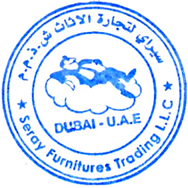 سيراي لتجارة الاثاث ش.ذ.م.م
DUBAI - U.A.E
Seray Furnitures Trading L.L.C